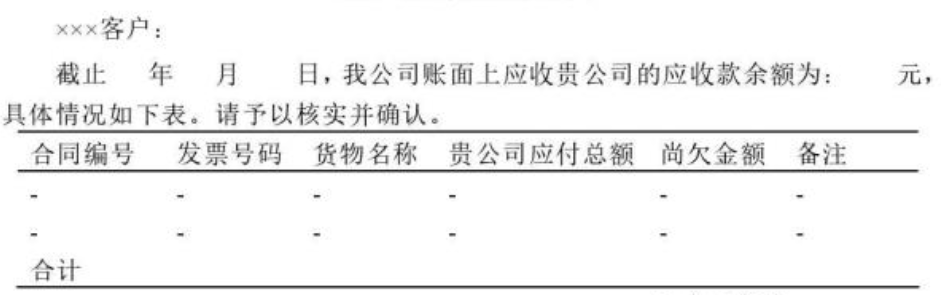 ×××客户：
截止 年 月 日，我公司账面上应收贵公司的应收款余额为： 元，
具体情况如下表。请予以核实并确认。
合同编号 发票号码 货物名称 贵公司应付总额 尚欠金额 备注
- - - - - -
- - - - - -
合计